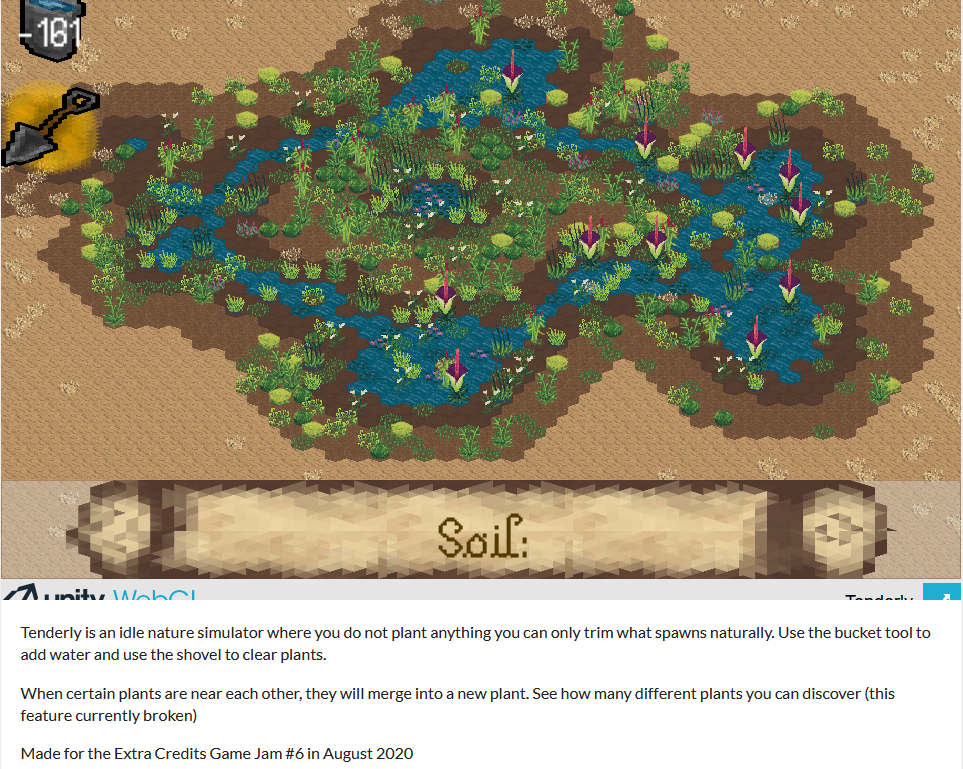 -161
Soil:
unity WebGL
Tenderly
Tenderly is an idle nature simulator where you do not plant anything you can only trim what spawns naturally. Use the bucket tool to
add water and use the shovel to clear plants.
When certain plants are near each other, they will merge into a new plant. See how many different plants you can discover (this
feature currently broken)
Made for the Extra Credits Game Jam #6 in August 2020